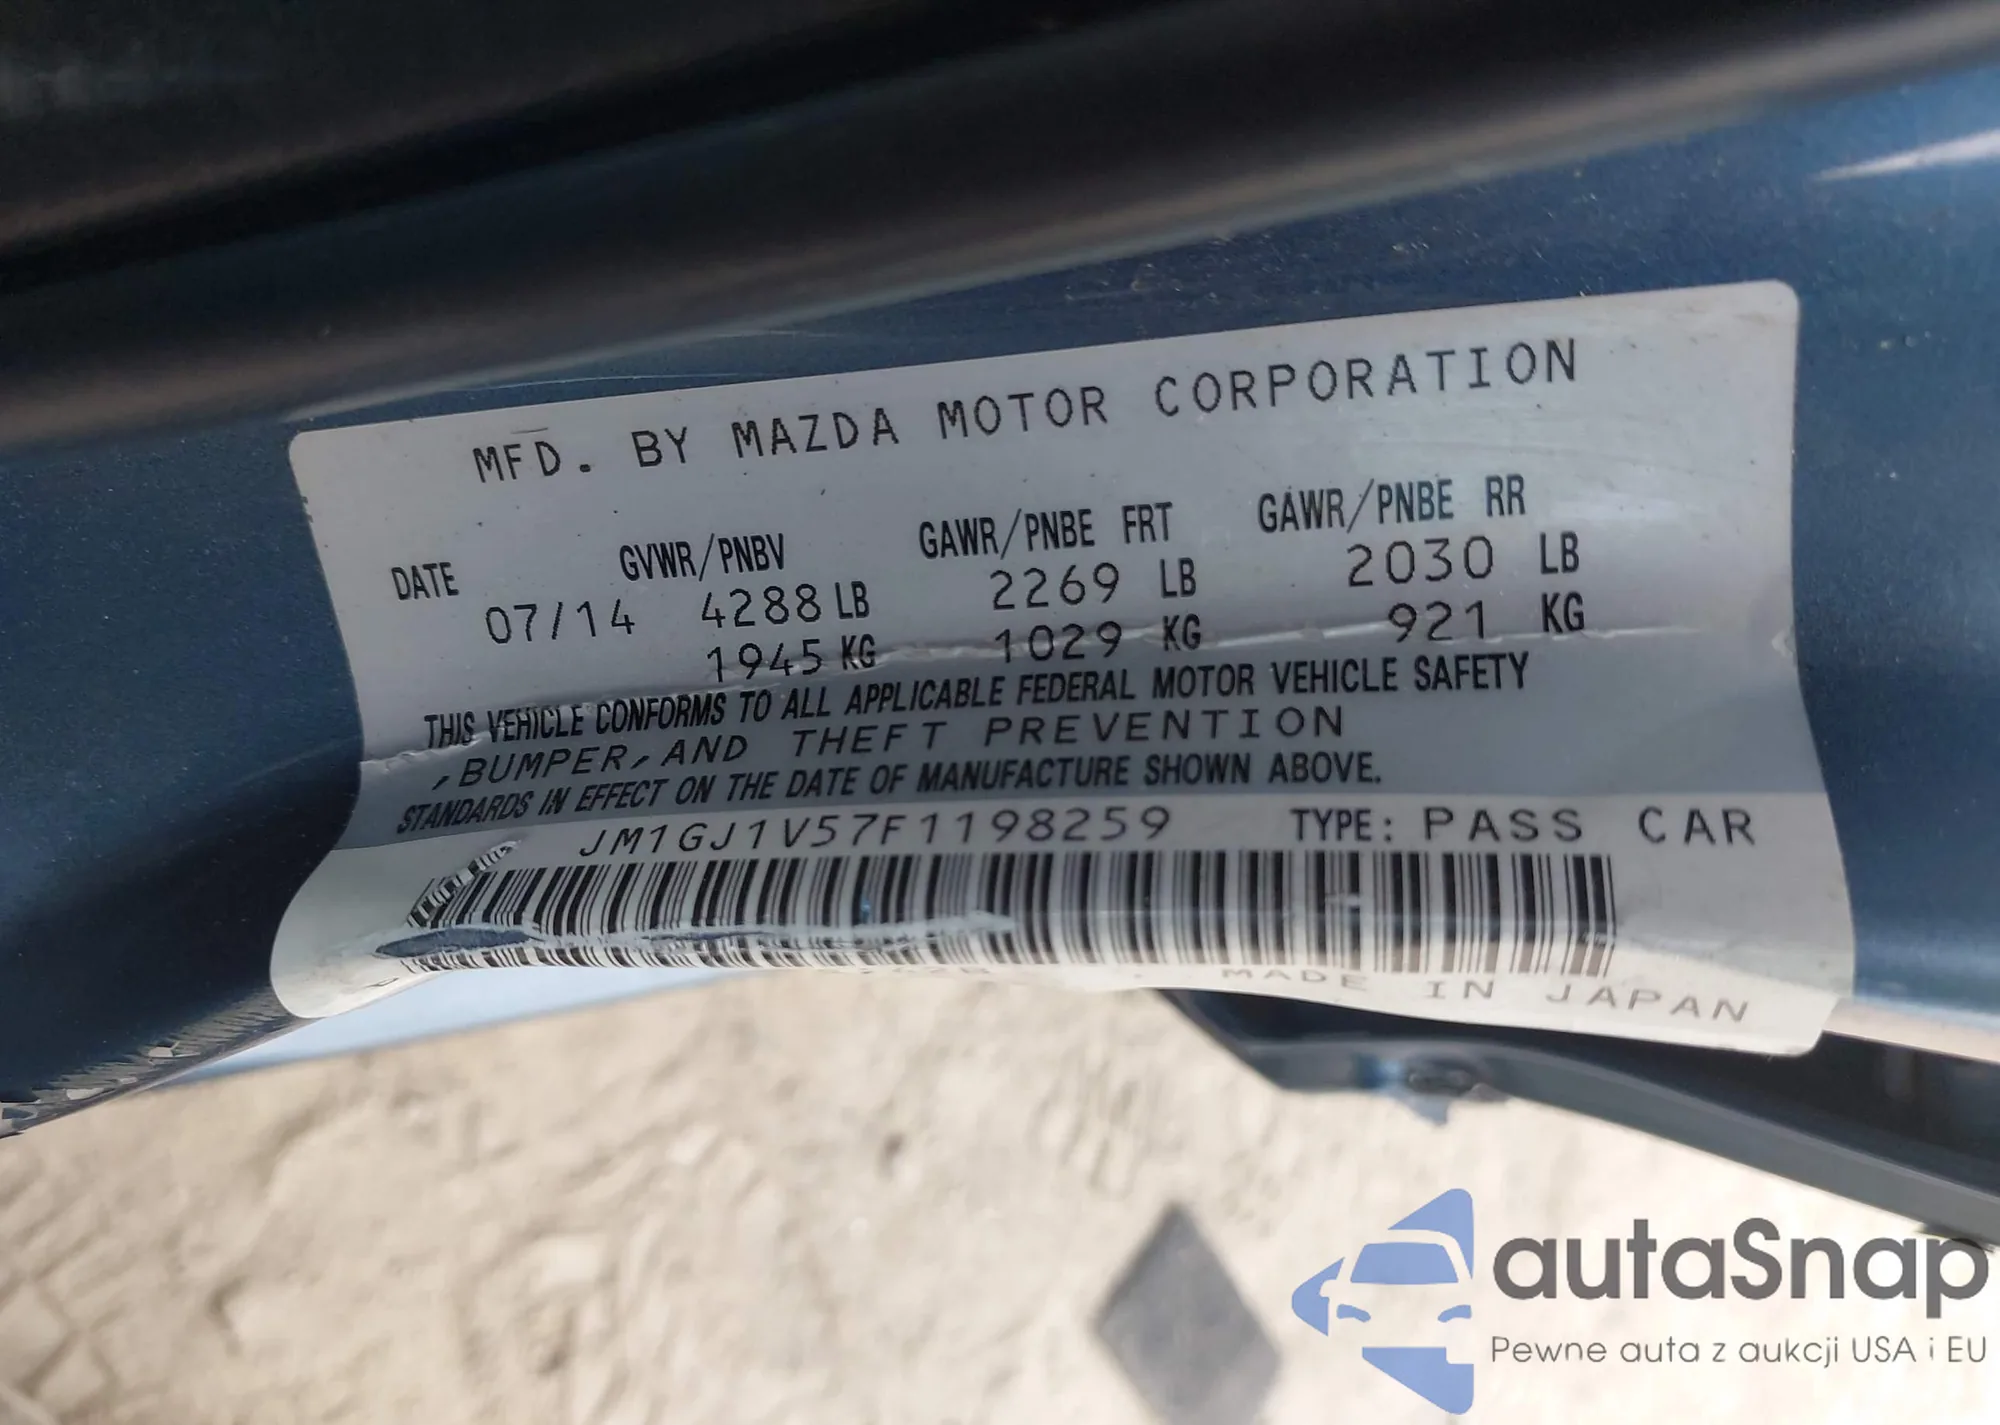 MFD. BY MAZDA MOTOR CORPORATION
DATE GVWR/PNBV GAWR/PNBE FRT GAWR/PNBE RR
07/14 4288 LB 2269 LB 2030 LB
1945 KG 1029 KG 921 KG
THIS VEHICLE CONFORMS TO ALL APPLICABLE FEDERAL MOTOR VEHICLE SAFETY
,BUMPER,AND THEFT PREVENTION
STANDARDS IN EFFECT ON THE DATE OF MANUFACTURE SHOWN ABOVE.
JM1GJ1V57F1198259 TYPE: PASS CAR
MADE IN JAPAN
autaSnap
Pewne auta z aukcji USA i EU